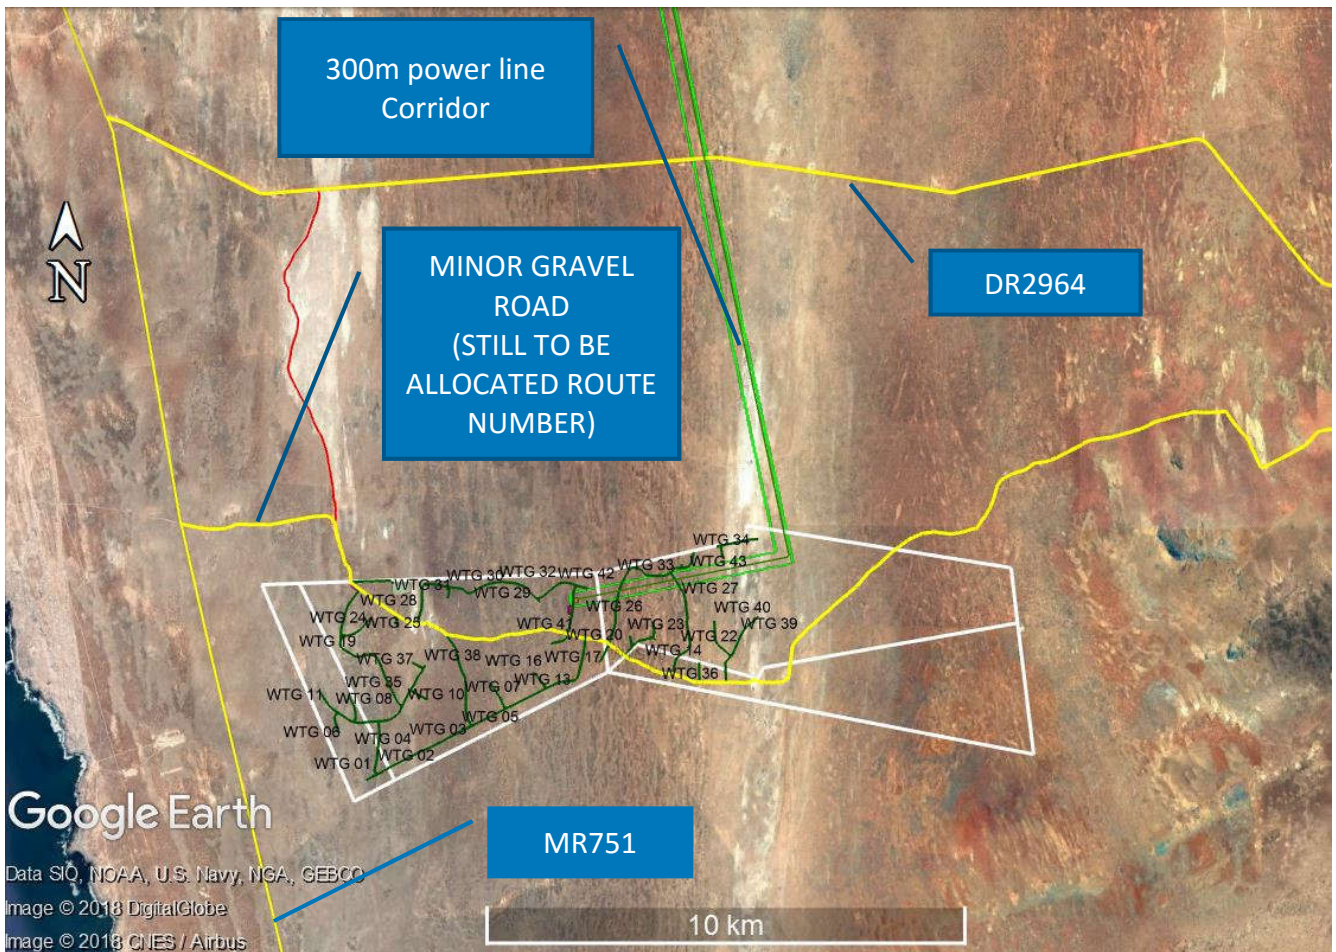 300m power line
Corridor
N
MINOR GRAVEL
ROAD
(STILL TO BE
ALLOCATED ROUTE
NUMBER)
DR2964
WTG 34
WTG 33
WTG 43
WTG 31
WTG 30
WTG 32
WTG 42
WTG 28
WTG 29
WTG 27
WTG 24
WTG 25
WTG 26
WTG 40
WTG 41
WTG 23
WTG 39
WTG 19
WTG 20
WTG 22
WTG 37
WTG 38
WTG 16
WTG 17
WTG 14
WTG 35
WTG 13
WTG 36
WTG 11
WTG 08
WTG 10
WTG 07
WTG 06
WTG 04
WTG 03
WTG 05
WTG 01
WTG 02
Google Earth
MR751
Data SIO, NOAA, U.S. Navy, NGA, GEBCO
Image © 2018 DigitalGlobe
Image © 2018 CNES / Airbus
10 km